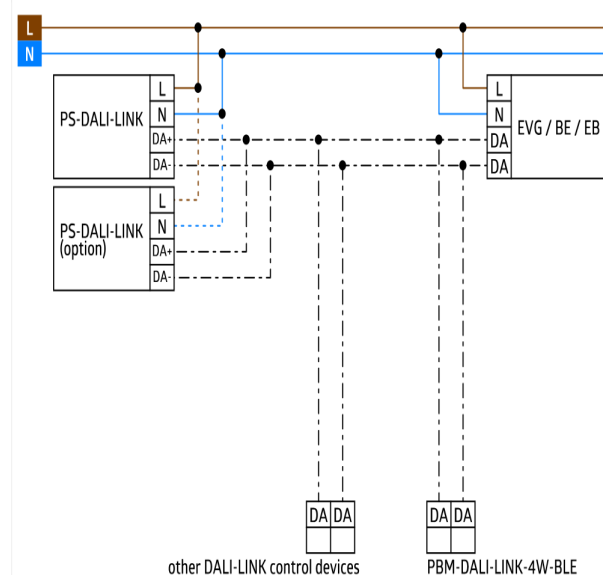 L
N
PS-DALI-LINK
L
N
DA+
DA-
EVG / BE / EB
L
N
DA
DA
PS-DALI-LINK
(option)
L
N
DA+
DA-
DA DA
DA DA
other DALI-LINK control devices
PBM-DALI-LINK-4W-BLE